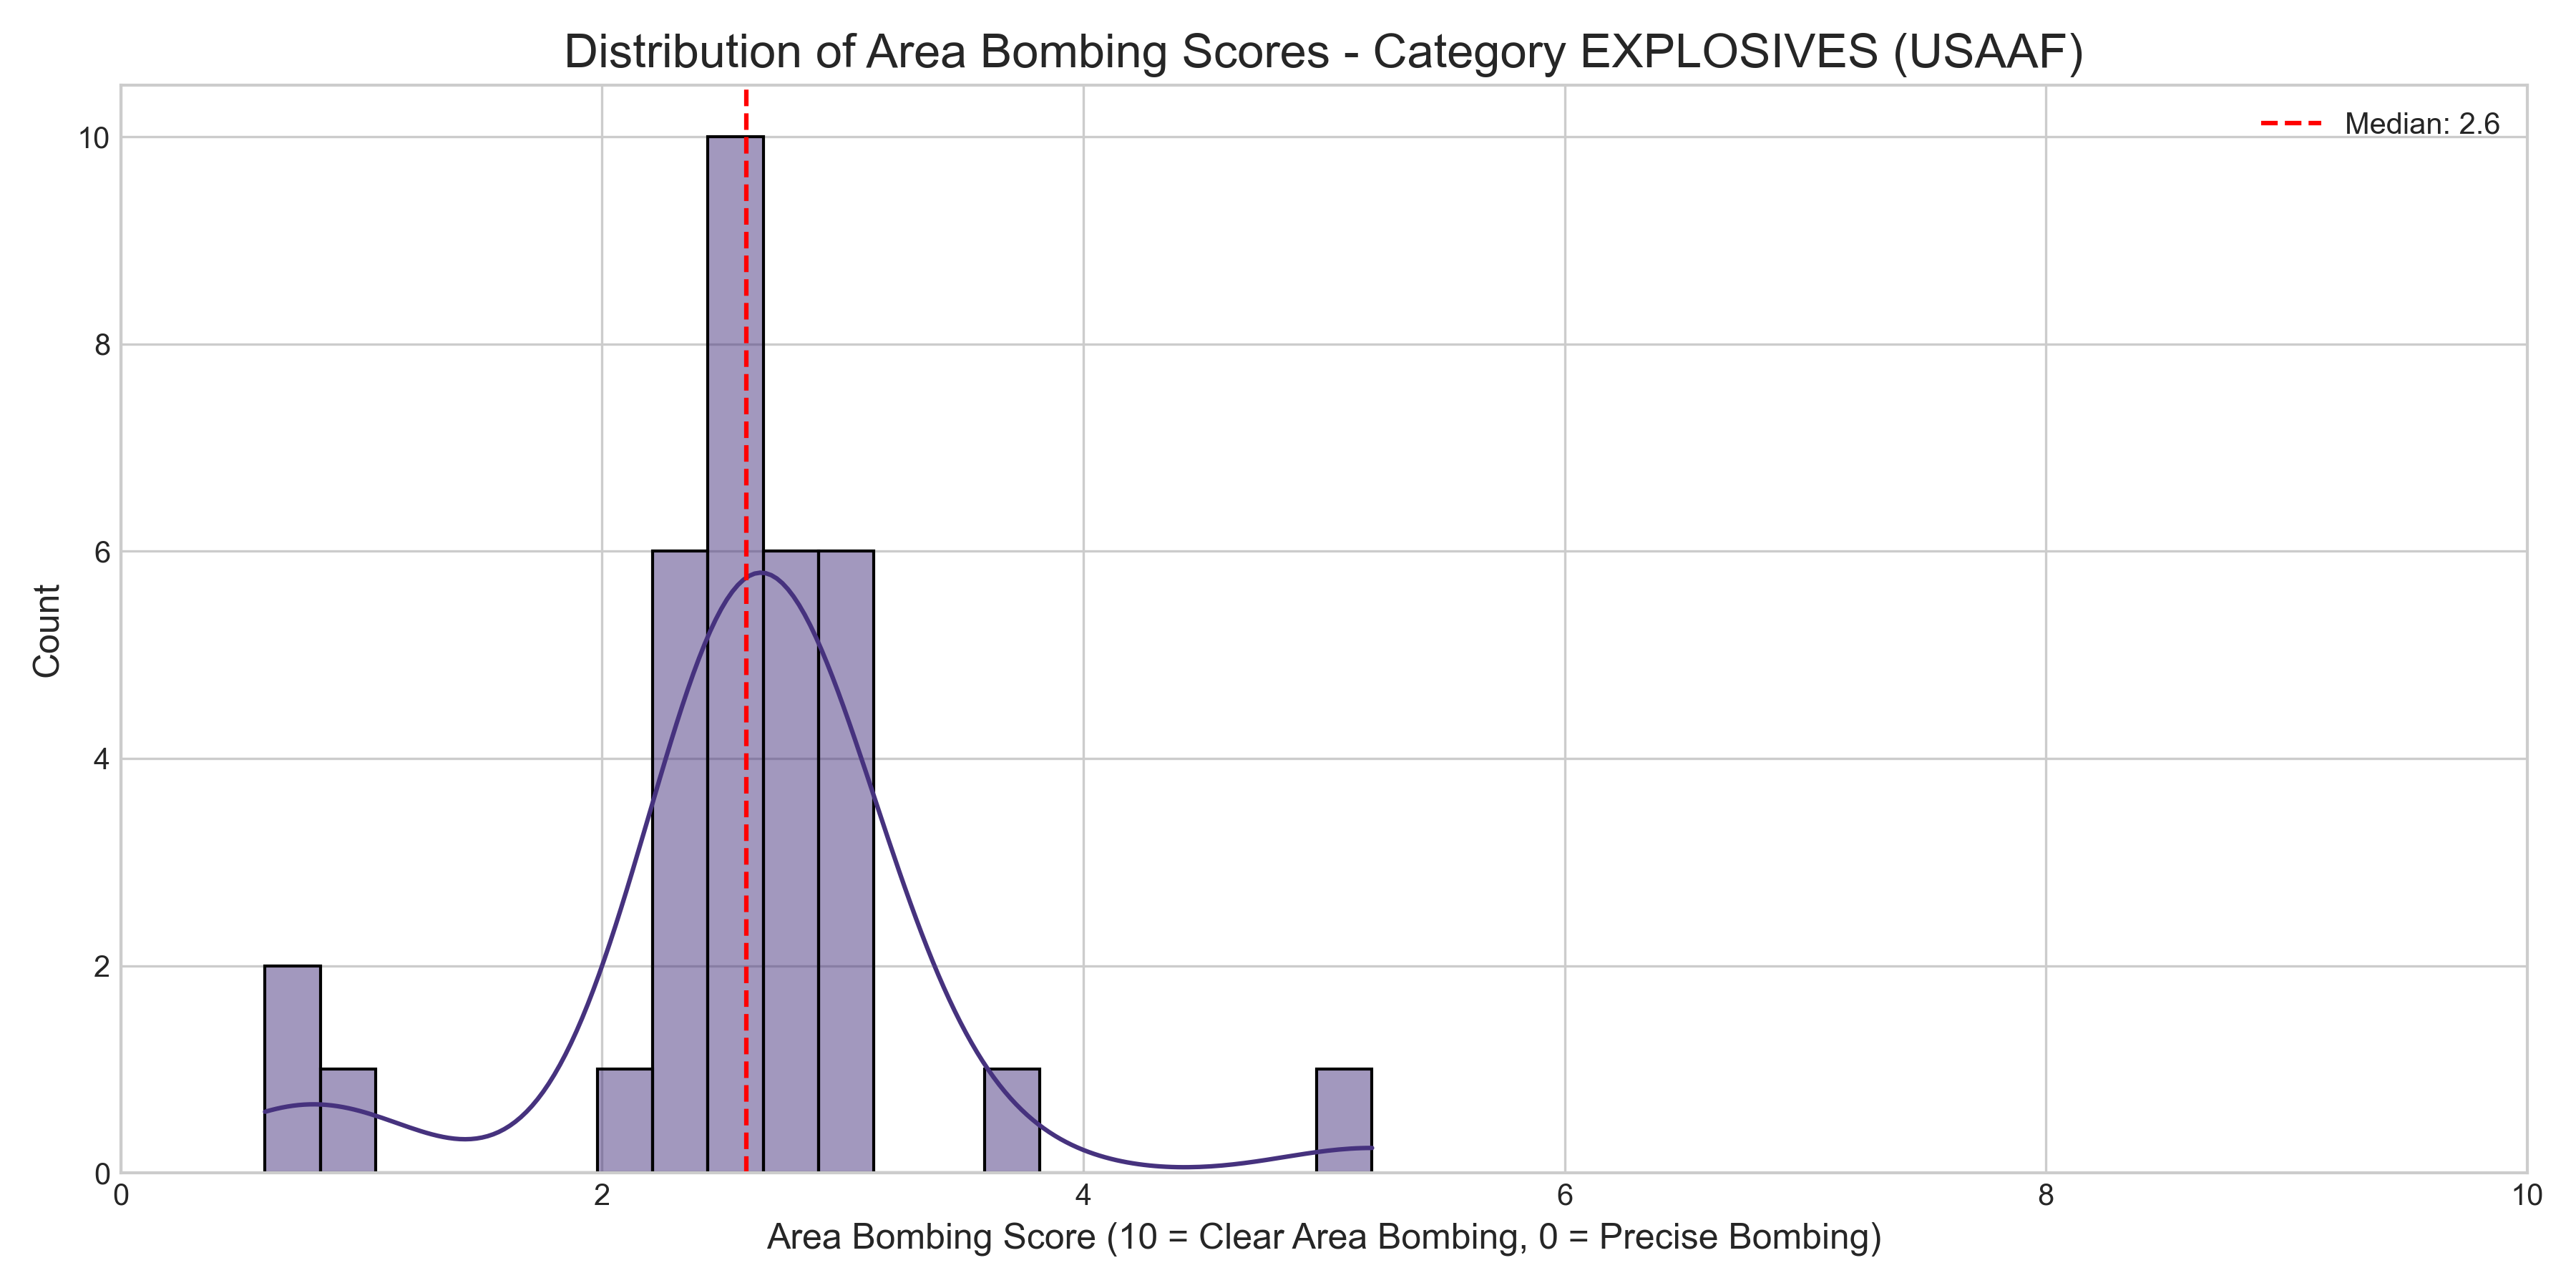 Distribution of Area Bombing Scores - Category EXPLOSIVES (USAAF)
Median: 2.6
10
8
6
4
2
0
Count
0 2 4 6 8 10
Area Bombing Score (10 = Clear Area Bombing, 0 = Precise Bombing)